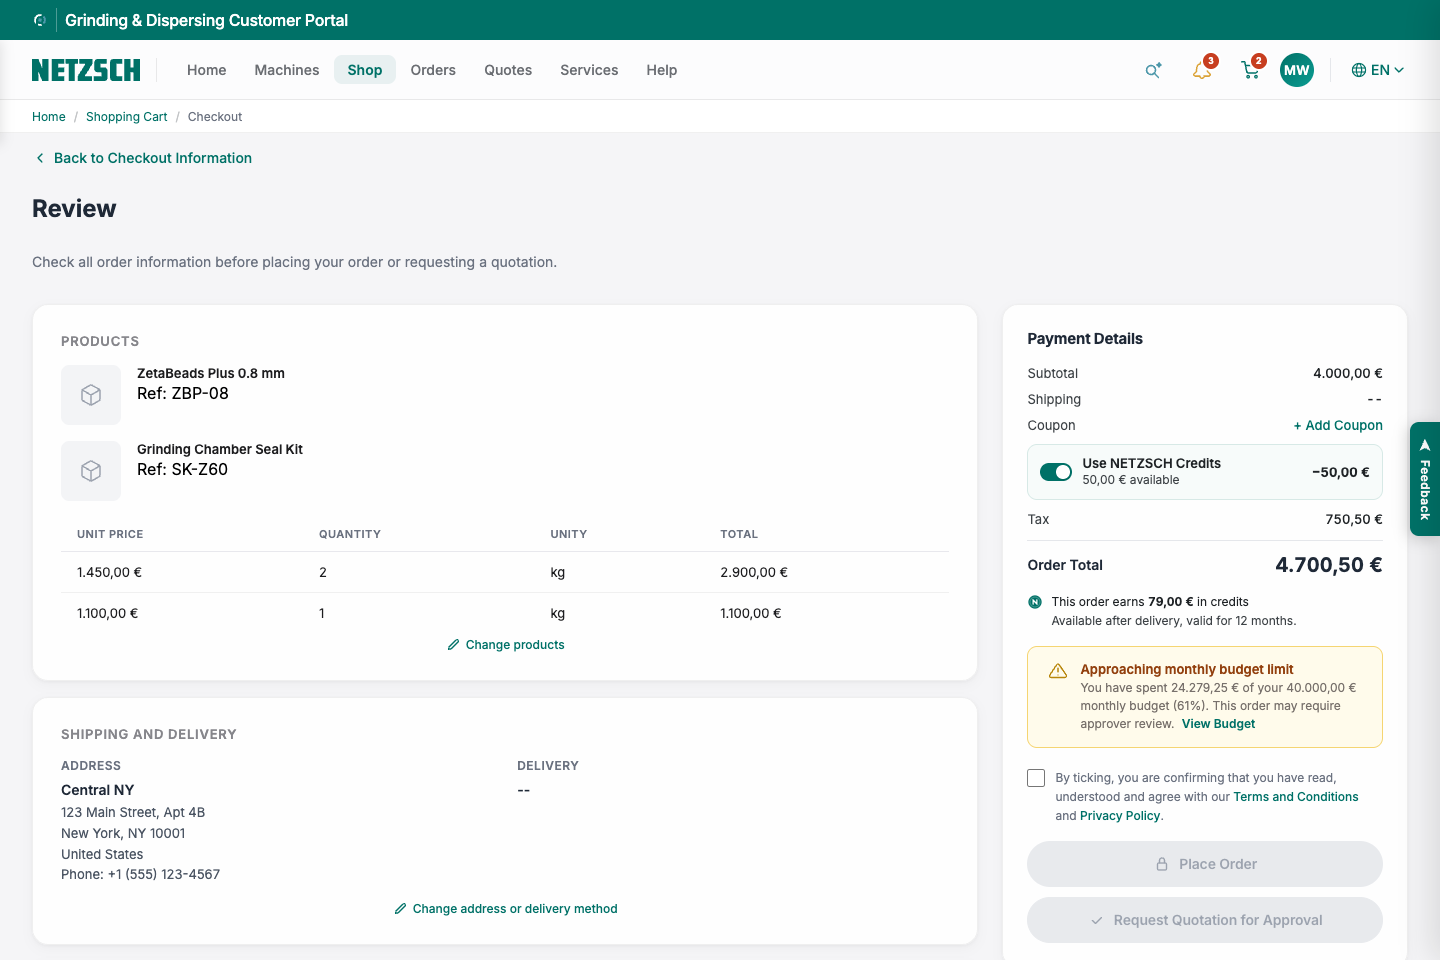 Grinding & Dispersing Customer Portal
NETZSCH
Home
Machines
Shop
Orders
Quotes
Services
Help
3
2
MW
EN
Home / Shopping Cart / Checkout
Back to Checkout Information
Review
Check all order information before placing your order or requesting a quotation.
PRODUCTS
ZetaBeads Plus 0.8 mm
Ref: ZBP-08
Grinding Chamber Seal Kit
Ref: SK-Z60
UNIT PRICE QUANTITY UNITY TOTAL
1.450,00 € 2 kg 2.900,00 €
1.100,00 € 1 kg 1.100,00 €
Change products
SHIPPING AND DELIVERY
ADDRESS
Central NY
123 Main Street, Apt 4B
New York, NY 10001
United States
Phone: +1 (555) 123-4567
DELIVERY
--
Change address or delivery method
Payment Details
Subtotal 4.000,00 €
Shipping --
Coupon + Add Coupon
Use NETZSCH Credits
50,00 € available
−50,00 €
Tax 750,50 €
Order Total 4.700,50 €
N
This order earns 79,00 € in credits
Available after delivery, valid for 12 months.
Approaching monthly budget limit
You have spent 24.279,25 € of your 40.000,00 €
monthly budget (61%). This order may require
approver review. View Budget
By ticking, you are confirming that you have read,
understood and agree with our Terms and Conditions
and Privacy Policy.
Place Order
Request Quotation for Approval
Feedback